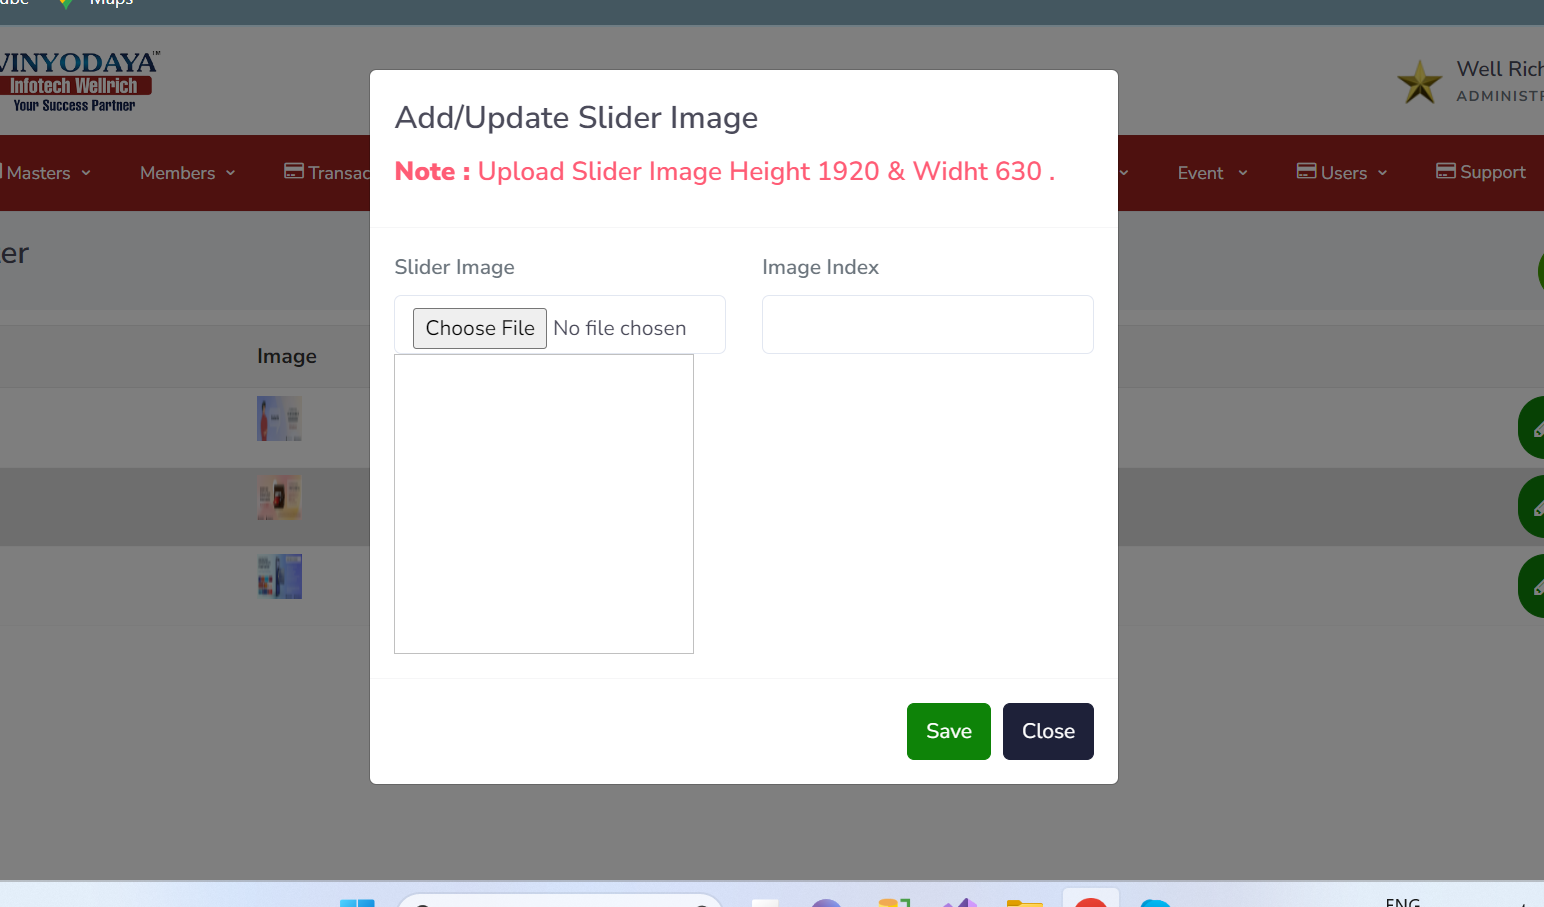 Maps
VINYODAYA™
Infotech Wellrich
Your Success Partner
Well Rich
ADMINISTR
Masters
Members
Transac
Event
Users
Support
Add/Update Slider Image
Note : Upload Slider Image Height 1920 & Widht 630 .
Slider Image
Image Index
Choose File No file chosen
Image
Save
Close
ENG